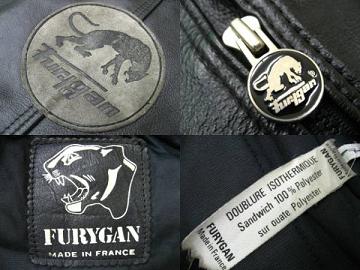 Furygan
Furygan
®
FURYGAN
MADE IN FRANCE
DOUBLURE ISOTHERMIQUE
Sandwich 100% Polyester
sur ouate Polyester
FURYGAN
Made in France